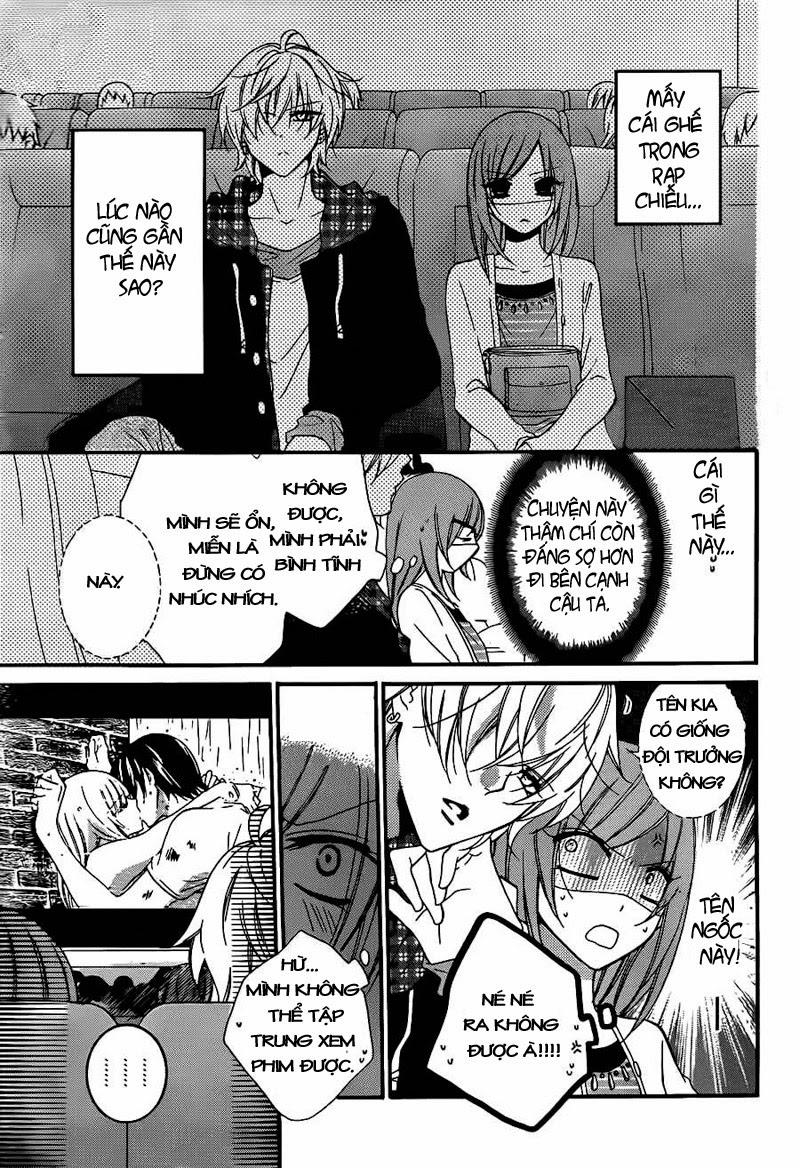 MẤY
CÁI GHẾ
TRONG
RẠP
CHIẾU...
LÚC NÀO
CŨNG GẦN
THẾ NÀY
SAO?
CÁI
GÌ
THẾ
NÀY...
CHUYỆN NÀY
THẬM CHÍ CÒN
ĐÁNG SỢ HƠN
ĐI BÊN CẠNH
CẬU TA.
KHÔNG
ĐƯỢC,
MÌNH PHẢI
BÌNH TĨNH
MÌNH SẼ ỔN,
MIỄN LÀ
ĐỪNG CÓ
NHÚC NHÍCH.
NÀY.
TÊN KIA
CÓ GIỐNG
ĐỘI TRƯỞNG
KHÔNG?
TÊN
NGỐC
NÀY!
NÉ NÉ
RA KHÔNG
ĐƯỢC À!!!!
HỪ...
MÌNH KHÔNG
THỂ TẬP
TRUNG XEM
PHIM ĐƯỢC.